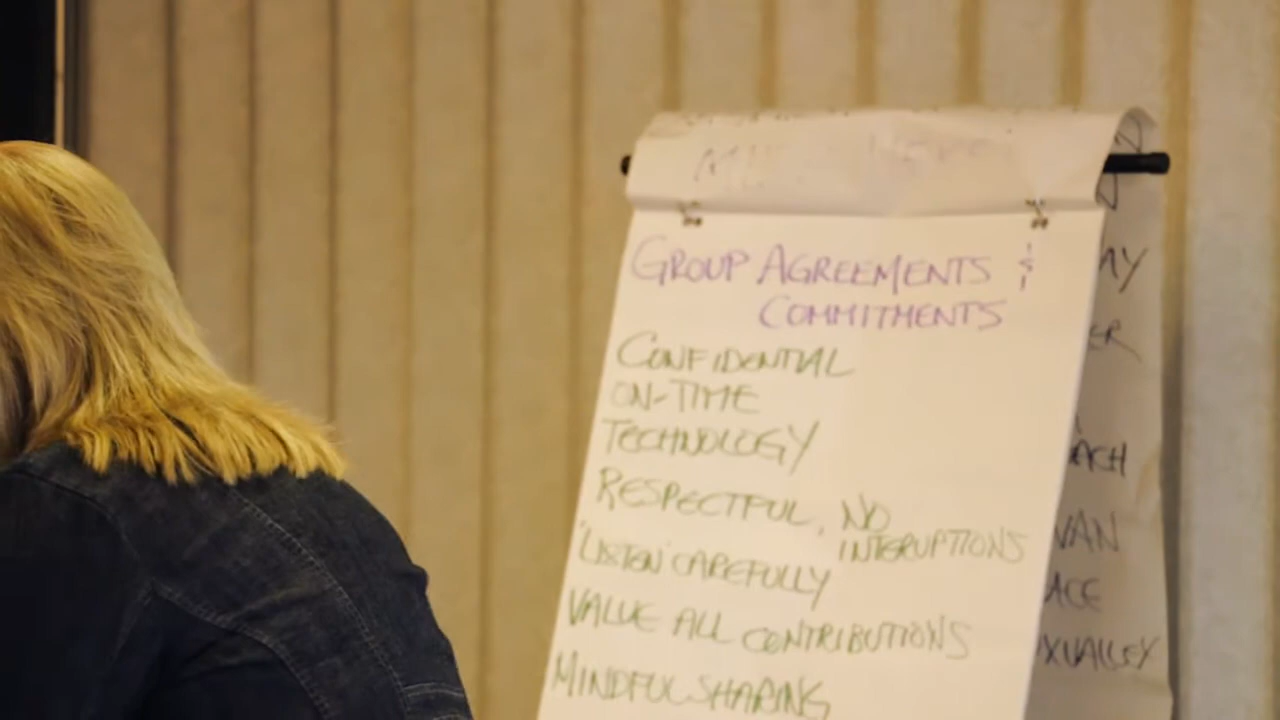 GROUP AGREEMENTS &
COMMITMENTS
CONFIDENTIAL
ON-TIME
TECHNOLOGY
RESPECTFUL, NO
INTERUPTIONS
'LISTEN' CAREFULLY
VALUE ALL CONTRIBUTIONS
MINDFUL SHARING